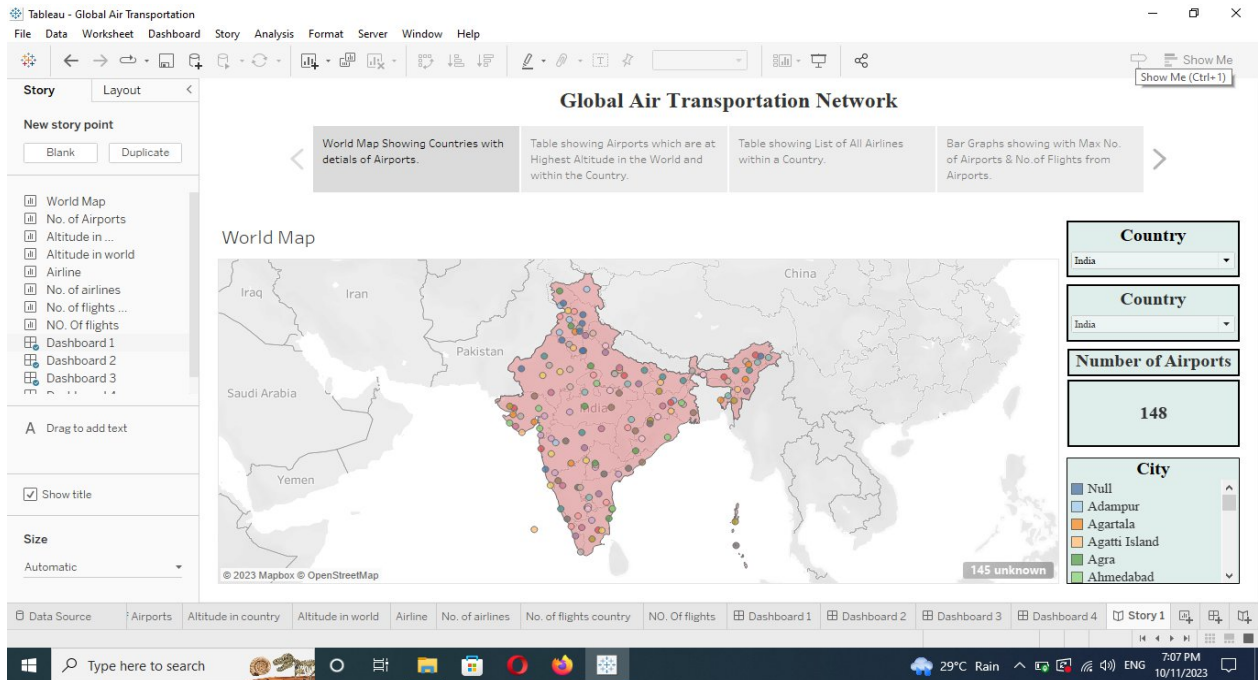 Tableau - Global Air Transportation
File Data Worksheet Dashboard Story Analysis Format Server Window Help
Show Me
Show Me (Ctrl+1)
Story Layout
New story point
Blank Duplicate
World Map
No. of Airports
Altitude in ...
Altitude in world
Airline
No. of airlines
No. of flights ...
NO. Of flights
Dashboard 1
Dashboard 2
Dashboard 3
A Drag to add text
Show title
Size
Automatic
Global Air Transportation Network
World Map Showing Countries with
detials of Airports.
Table showing Airports which are at
Highest Altitude in the World and
within the Country.
Table showing List of All Airlines
within a Country.
Bar Graphs showing with Max No.
of Airports & No.of Flights from
Airports.
World Map
Iraq
Iran
China
Pakistan
Saudi Arabia
India
Yemen
© 2023 Mapbox © OpenStreetMap
145 unknown
Country
India
Country
India
Number of Airports
148
City
Null
Adampur
Agartala
Agatti Island
Agra
Ahmedabad
Data Source Airports Altitude in country Altitude in world Airline No. of airlines No. of flights country NO. Of flights Dashboard 1 Dashboard 2 Dashboard 3 Dashboard 4 Story 1
Type here to search
29°C Rain ENG
7:07 PM
10/11/2023